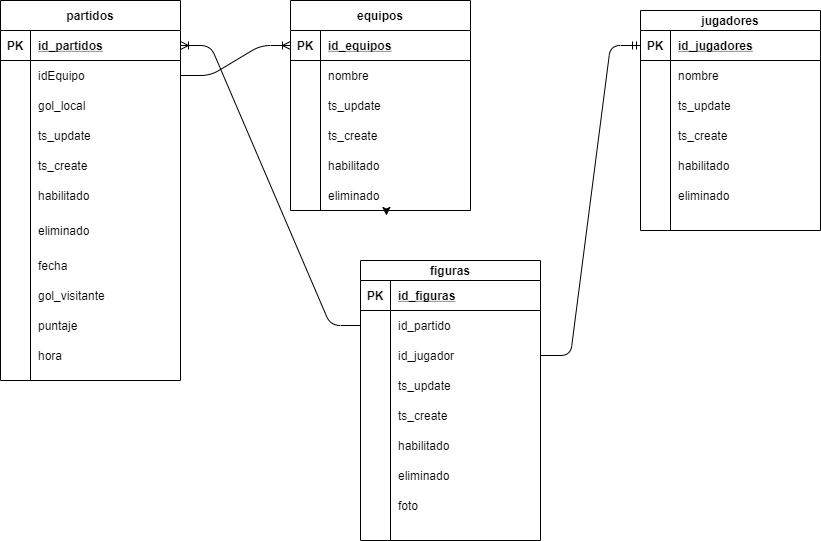 partidos
PK id_partidos
idEquipo
gol_local
ts_update
ts_create
habilitado
eliminado
fecha
gol_visitante
puntaje
hora
equipos
PK id_equipos
nombre
ts_update
ts_create
habilitado
eliminado
jugadores
PK id_jugadores
nombre
ts_update
ts_create
habilitado
eliminado
figuras
PK id_figuras
id_partido
id_jugador
ts_update
ts_create
habilitado
eliminado
foto